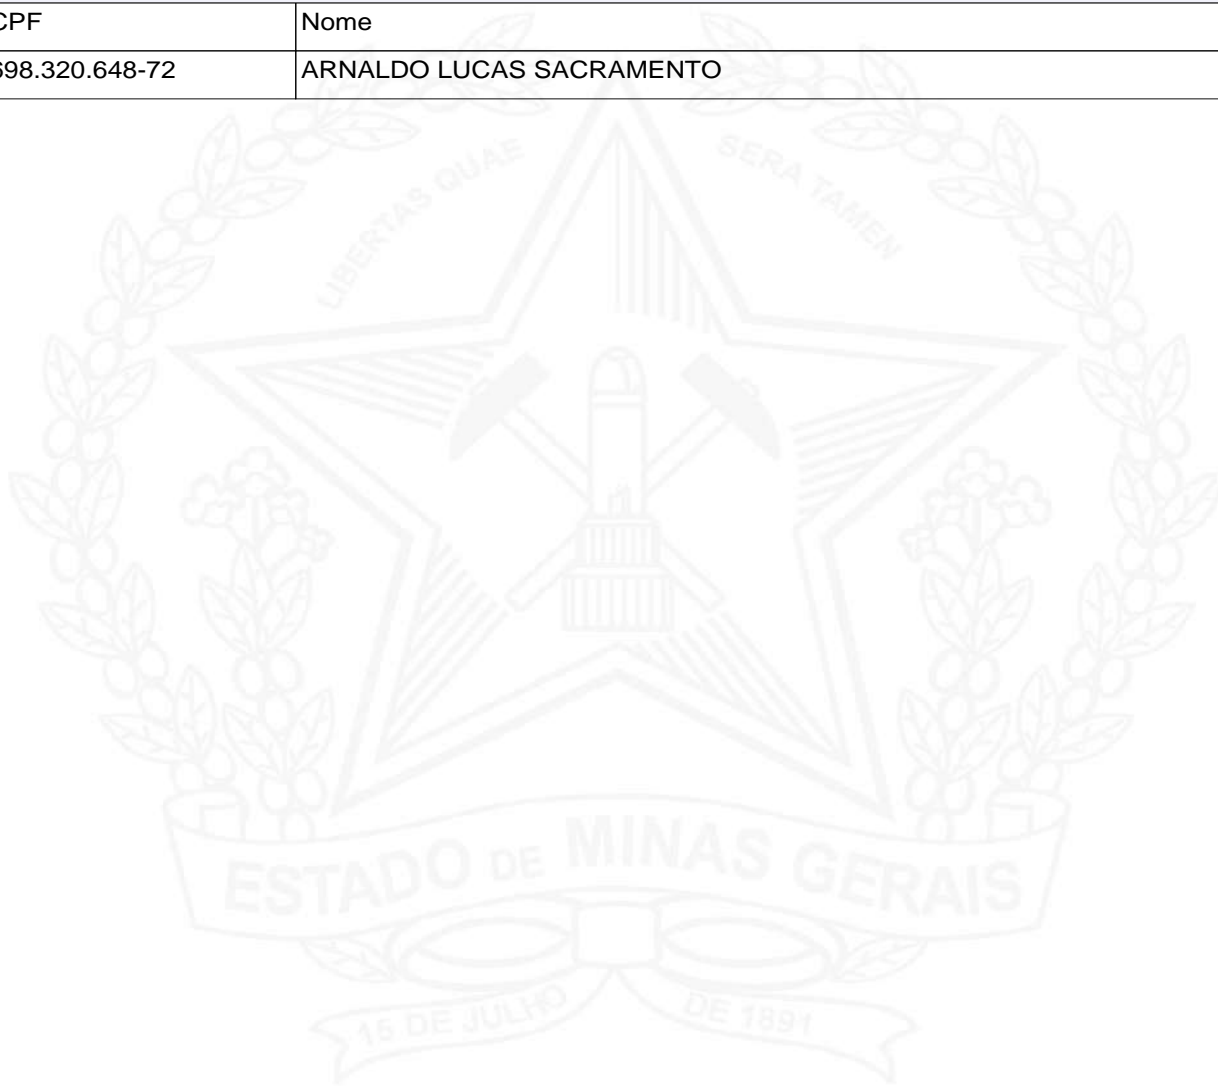 CPF Nome
698.320.648-72 ARNALDO LUCAS SACRAMENTO
LIBERTAS QUAE SERA TAMEN
ESTADO DE MINAS GERAIS
15 DE JULHO DE 1891